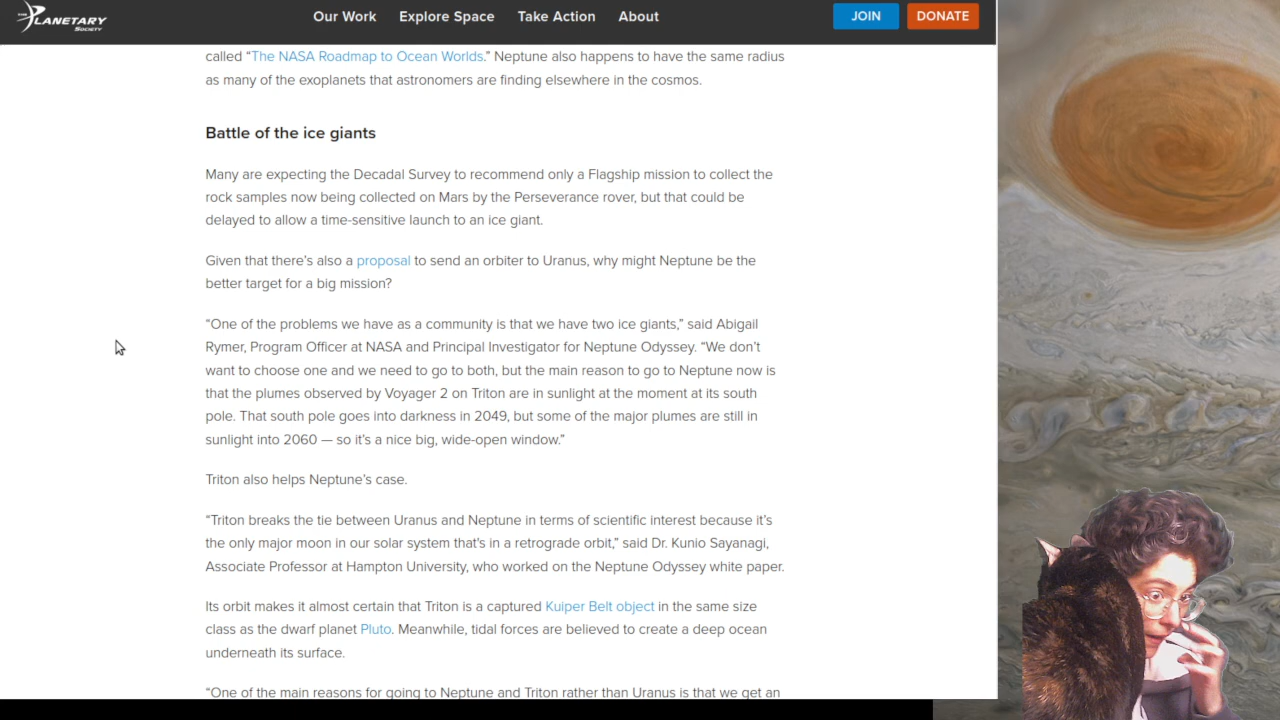 THE PLANETARY SOCIETY
Our Work Explore Space Take Action About JOIN DONATE
called “The NASA Roadmap to Ocean Worlds.” Neptune also happens to have the same radius
as many of the exoplanets that astronomers are finding elsewhere in the cosmos.
Battle of the ice giants
Many are expecting the Decadal Survey to recommend only a Flagship mission to collect the
rock samples now being collected on Mars by the Perseverance rover, but that could be
delayed to allow a time-sensitive launch to an ice giant.
Given that there’s also a proposal to send an orbiter to Uranus, why might Neptune be the
better target for a big mission?
“One of the problems we have as a community is that we have two ice giants,” said Abigail
Rymer, Program Officer at NASA and Principal Investigator for Neptune Odyssey. “We don’t
want to choose one and we need to go to both, but the main reason to go to Neptune now is
that the plumes observed by Voyager 2 on Triton are in sunlight at the moment at its south
pole. That south pole goes into darkness in 2049, but some of the major plumes are still in
sunlight into 2060 — so it’s a nice big, wide-open window.”
Triton also helps Neptune’s case.
“Triton breaks the tie between Uranus and Neptune in terms of scientific interest because it’s
the only major moon in our solar system that’s in a retrograde orbit,” said Dr. Kunio Sayanagi,
Associate Professor at Hampton University, who worked on the Neptune Odyssey white paper.
Its orbit makes it almost certain that Triton is a captured Kuiper Belt object in the same size
class as the dwarf planet Pluto. Meanwhile, tidal forces are believed to create a deep ocean
underneath its surface.
“One of the main reasons for going to Neptune and Triton rather than Uranus is that we get an